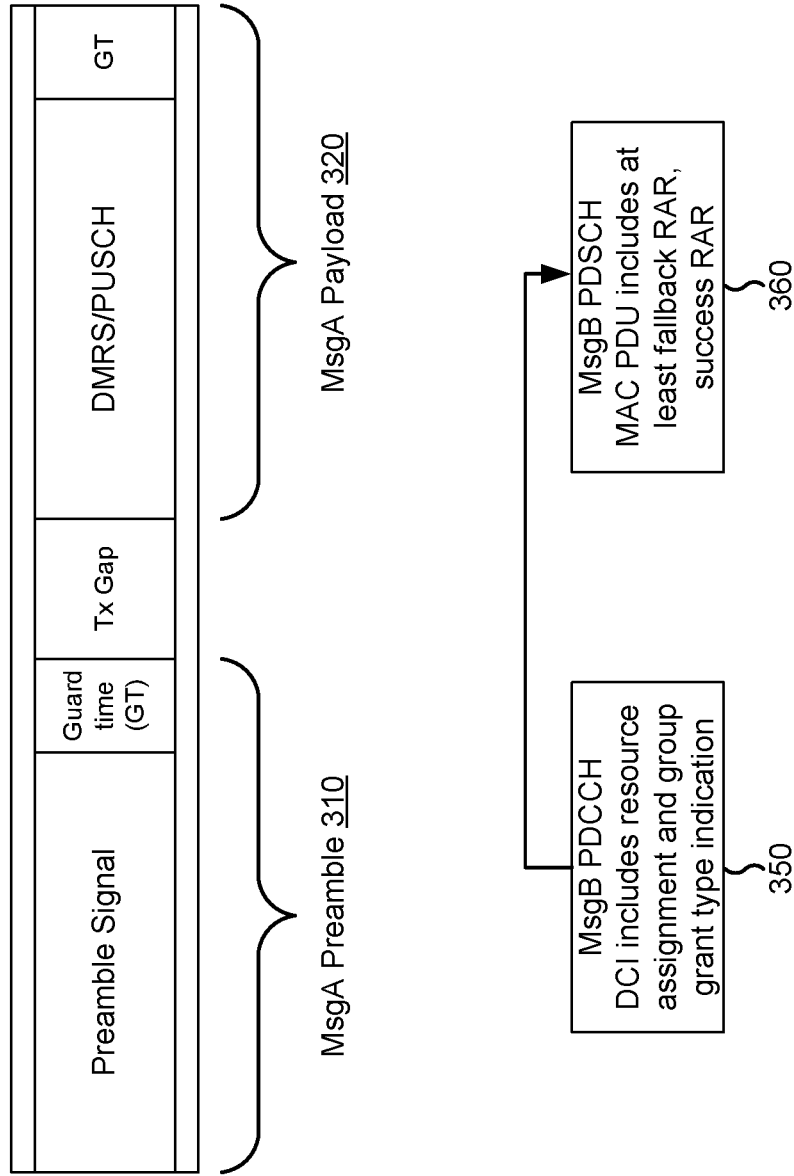 Preamble Signal
Guard
time
(GT)
Tx Gap
DMRS/PUSCH
GT
MsgA Preamble 310
MsgA Payload 320
MsgB PDCCH
DCI includes resource
assignment and group
grant type indication
350
MsgB PDSCH
MAC PDU includes at
least fallback RAR,
success RAR
360